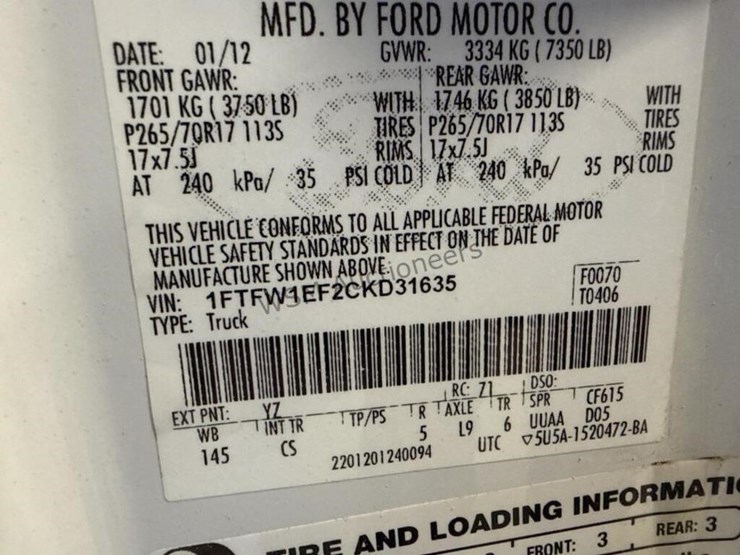 MFD. BY FORD MOTOR CO.
DATE: 01/12 GVWR: 3334 KG ( 7350 LB)
FRONT GAWR: REAR GAWR:
1701 KG ( 3750 LB) WITH 1746 KG ( 3850 LB) WITH
P265/70R17 113S TIRES P265/70R17 113S TIRES
17x7.5J RIMS 17x7.5J RIMS
AT 240 kPa/ 35 PSI COLD AT 240 kPa/ 35 PSI COLD
THIS VEHICLE CONFORMS TO ALL APPLICABLE FEDERAL MOTOR
VEHICLE SAFETY STANDARDS IN EFFECT ON THE DATE OF
MANUFACTURE SHOWN ABOVE.
VIN: 1FTFW1EF2CKD31635 F0070
TYPE: Truck T0406
EXT PNT: YZ RC: 71 DSO:
WB INT TR TP/PS R AXLE TR SPR CF615
145 CS 5 L9 6 UUAA D05
2201201240094 UTC ▽5U5A-1520472-BA
TIRE AND LOADING INFORMATI
FRONT: 3 REAR: 3